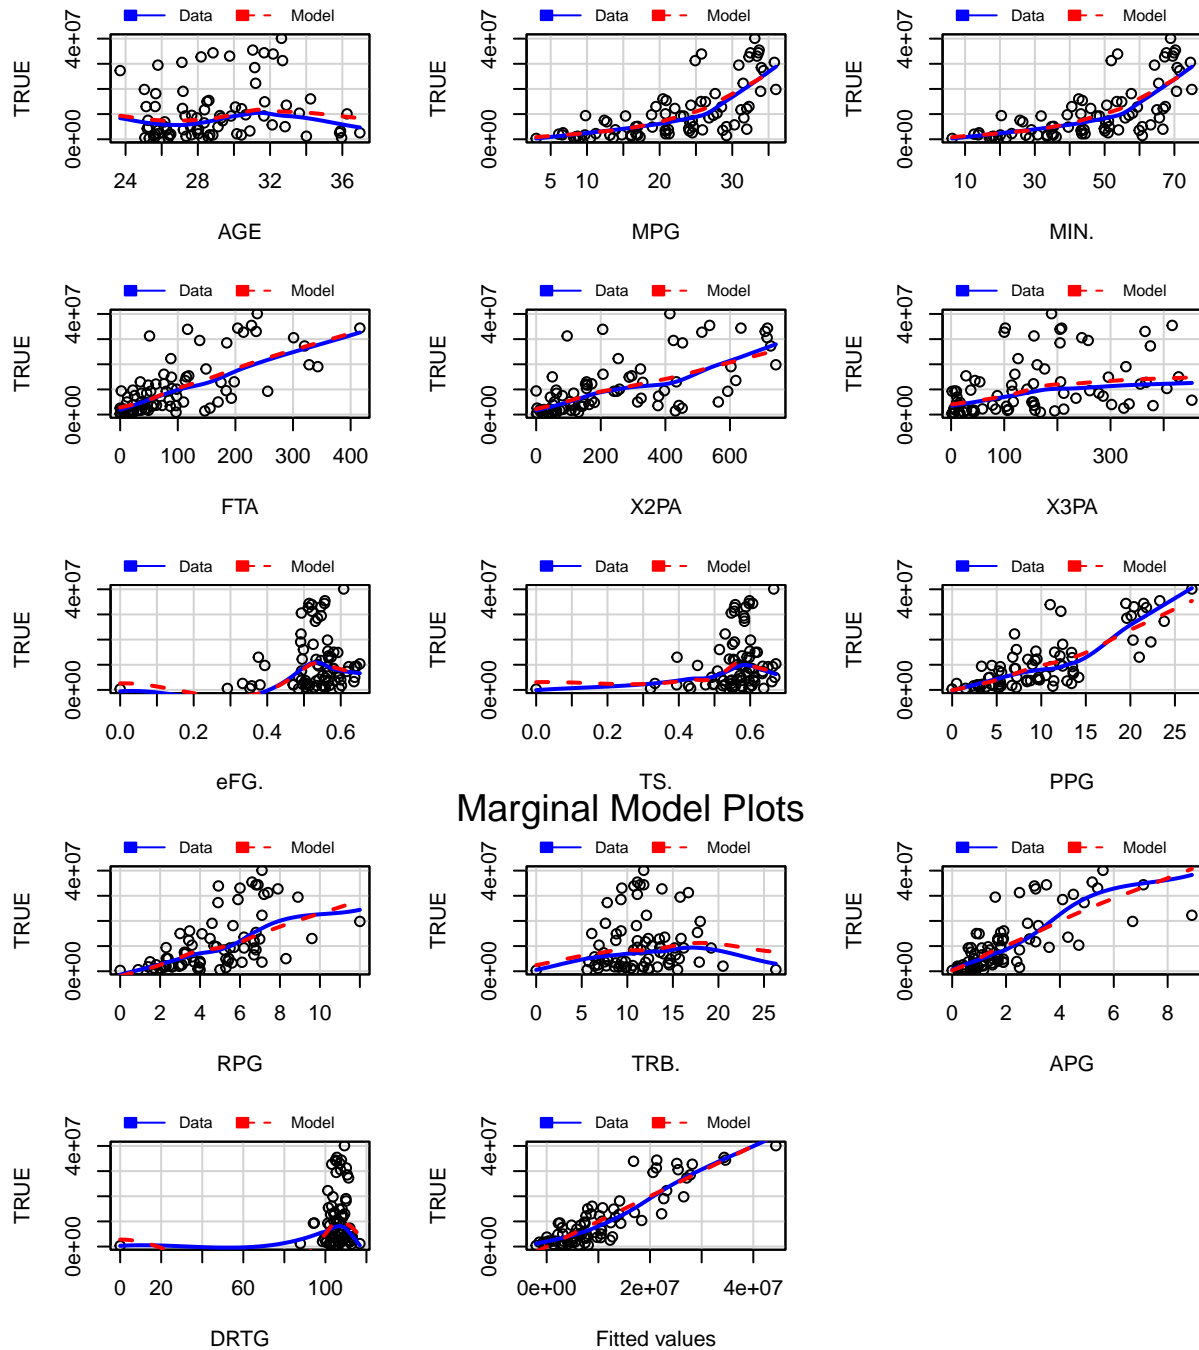 Data Model
TRUE
0e+00 4e+07
24 28 32 36
AGE
Data Model
TRUE
0e+00 4e+07
5 10 20 30
MPG
Data Model
TRUE
0e+00 4e+07
10 30 50 70
MIN.
Data Model
TRUE
0e+00 4e+07
0 100 200 300 400
FTA
Data Model
TRUE
0e+00 4e+07
0 200 400 600
X2PA
Data Model
TRUE
0e+00 4e+07
0 100 300
X3PA
Data Model
TRUE
0e+00 4e+07
0.0 0.2 0.4 0.6
eFG.
Data Model
TRUE
0e+00 4e+07
0.0 0.2 0.4 0.6
TS.
Data Model
TRUE
0e+00 4e+07
0 5 10 15 20 25
PPG
Marginal Model Plots
Data Model
TRUE
0e+00 4e+07
0 2 4 6 8 10
RPG
Data Model
TRUE
0e+00 4e+07
0 5 10 15 20 25
TRB.
Data Model
TRUE
0e+00 4e+07
0 2 4 6 8
APG
Data Model
TRUE
0e+00 4e+07
0 20 60 100
DRTG
Data Model
TRUE
0e+00 4e+07
0e+00 2e+07 4e+07
Fitted values